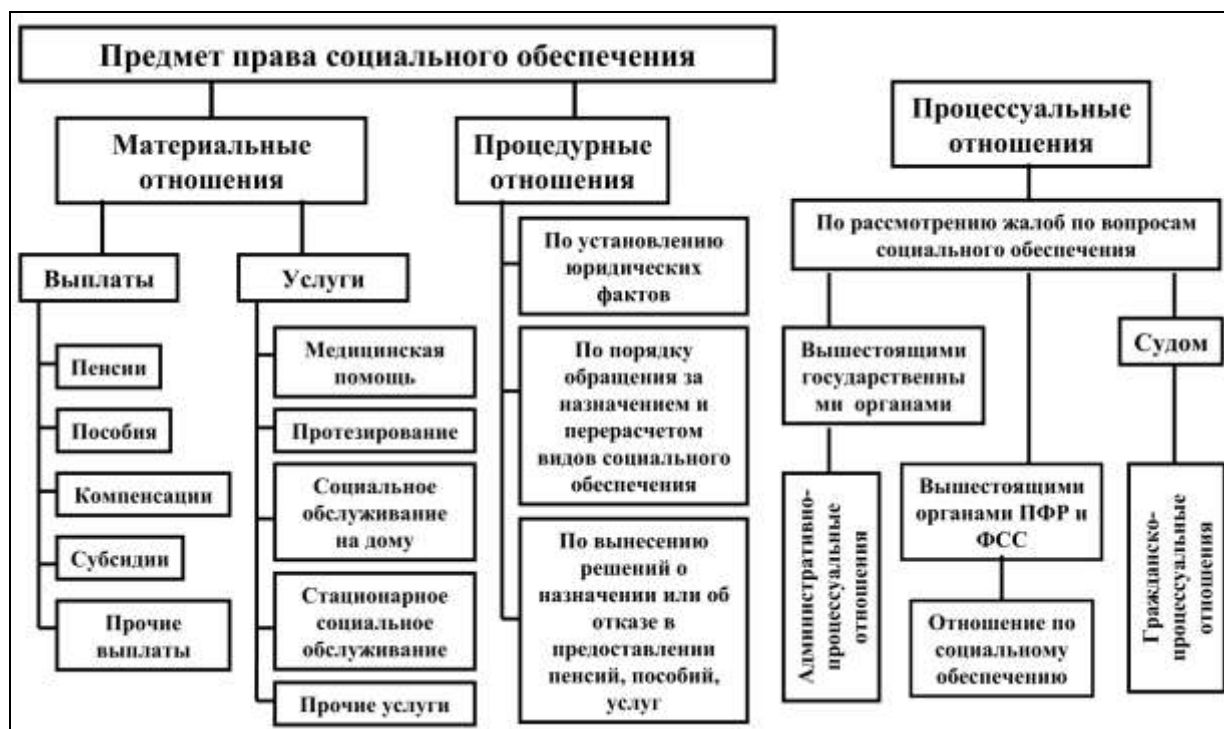 Предмет права социального обеспечения
Материальные
отношения
Выплаты
Пенсии
Пособия
Компенсации
Субсидии
Прочие
выплаты
Услуги
Медицинская
помощь
Протезирование
Социальное
обслуживание
на дому
Стационарное
социальное
обслуживание
Прочие услуги
Процедурные
отношения
По установлению
юридических
фактов
По порядку
обращения за
назначением и
перерасчетом
видов социального
обеспечения
По вынесению
решений о
назначении или об
отказе в
предоставлении
пенсий, пособий,
услуг
Процессуальные
отношения
По рассмотрению жалоб по вопросам
социального обеспечения
Вышестоящими
государственны
ми органами
Административно-
процессуальные
отношения
Вышестоящими
органами ПФР и
ФСС
Отношение по
социальному
обеспечению
Судом
Гражданско-
процессуальные
отношения